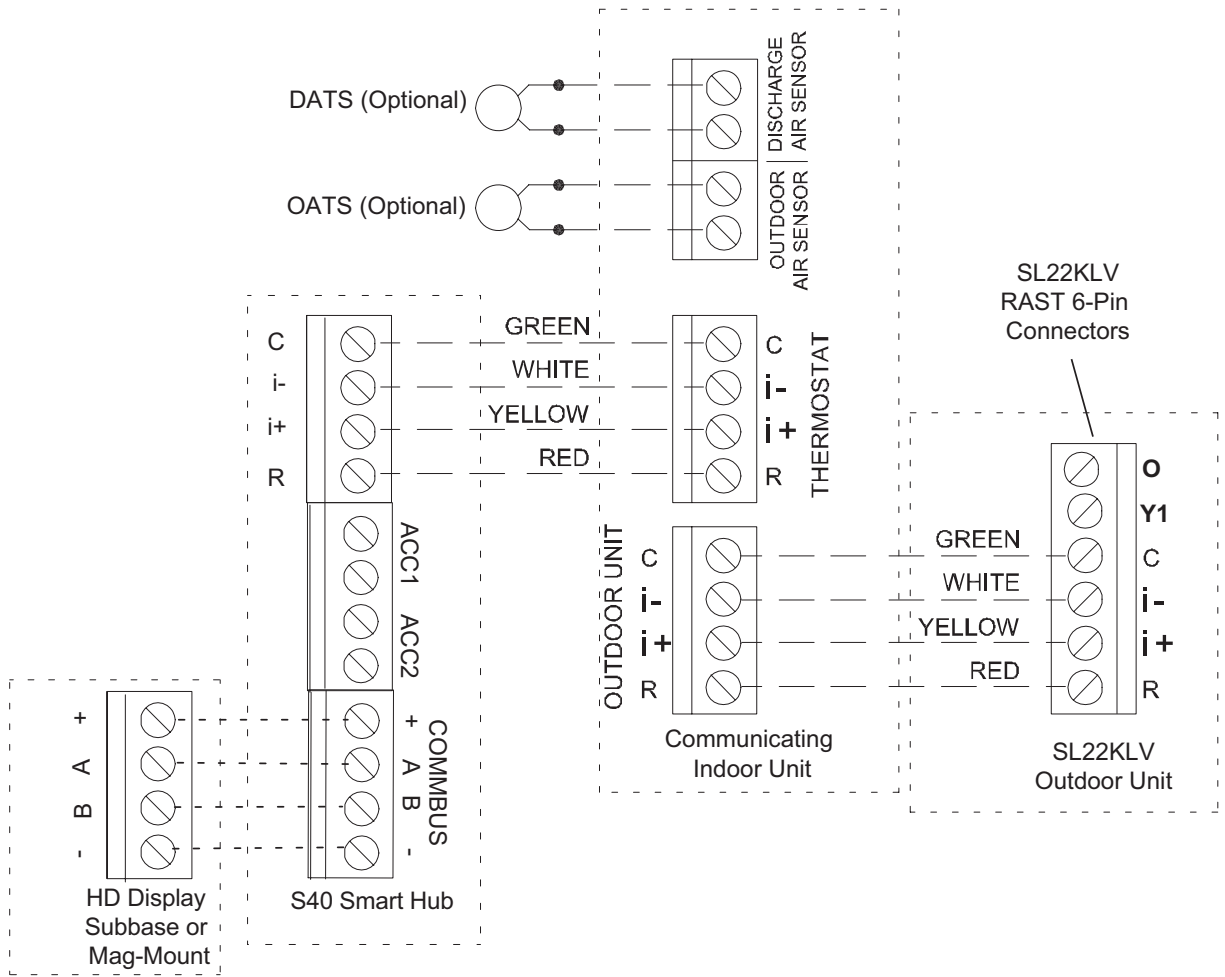 DATS (Optional)
DISCHARGE
AIR SENSOR
OATS (Optional)
OUTDOOR
AIR SENSOR
SL22KLV
RAST 6-Pin
Connectors
C
i-
i+
R
GREEN
WHITE
YELLOW
RED
C
i-
i+
R
THERMOSTAT
ACC1
ACC2
OUTDOOR UNIT
C
i-
i+
R
GREEN
WHITE
YELLOW
RED
O
Y1
C
i-
i+
R
Communicating
Indoor Unit
SL22KLV
Outdoor Unit
+
A
B
-
+
A
B
-
COMMBUS
HD Display
Subbase or
Mag-Mount
S40 Smart Hub